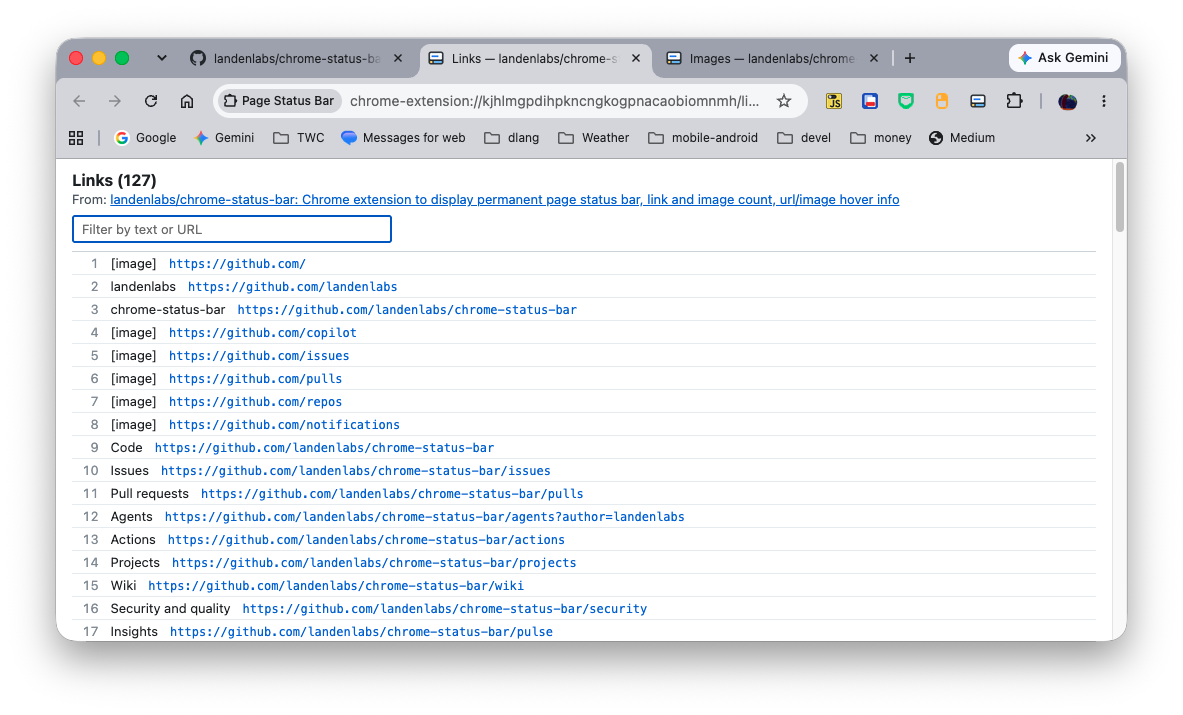 landenlabs/chrome-status-ba
Links — landenlabs/chrome-s
Images — landenlabs/chrome
Ask Gemini
Page Status Bar
chrome-extension://kjhlmgpdihpkncngkogpnacaobiomnmh/li...
JS
Google
Gemini
TWC
Messages for web
dlang
Weather
mobile-android
devel
money
Medium
Links (127)
From: landenlabs/chrome-status-bar: Chrome extension to display permanent page status bar, link and image count, url/image hover info
Filter by text or URL
1 [image] https://github.com/
2 landenlabs https://github.com/landenlabs
3 chrome-status-bar https://github.com/landenlabs/chrome-status-bar
4 [image] https://github.com/copilot
5 [image] https://github.com/issues
6 [image] https://github.com/pulls
7 [image] https://github.com/repos
8 [image] https://github.com/notifications
9 Code https://github.com/landenlabs/chrome-status-bar
10 Issues https://github.com/landenlabs/chrome-status-bar/issues
11 Pull requests https://github.com/landenlabs/chrome-status-bar/pulls
12 Agents https://github.com/landenlabs/chrome-status-bar/agents?author=landenlabs
13 Actions https://github.com/landenlabs/chrome-status-bar/actions
14 Projects https://github.com/landenlabs/chrome-status-bar/projects
15 Wiki https://github.com/landenlabs/chrome-status-bar/wiki
16 Security and quality https://github.com/landenlabs/chrome-status-bar/security
17 Insights https://github.com/landenlabs/chrome-status-bar/pulse